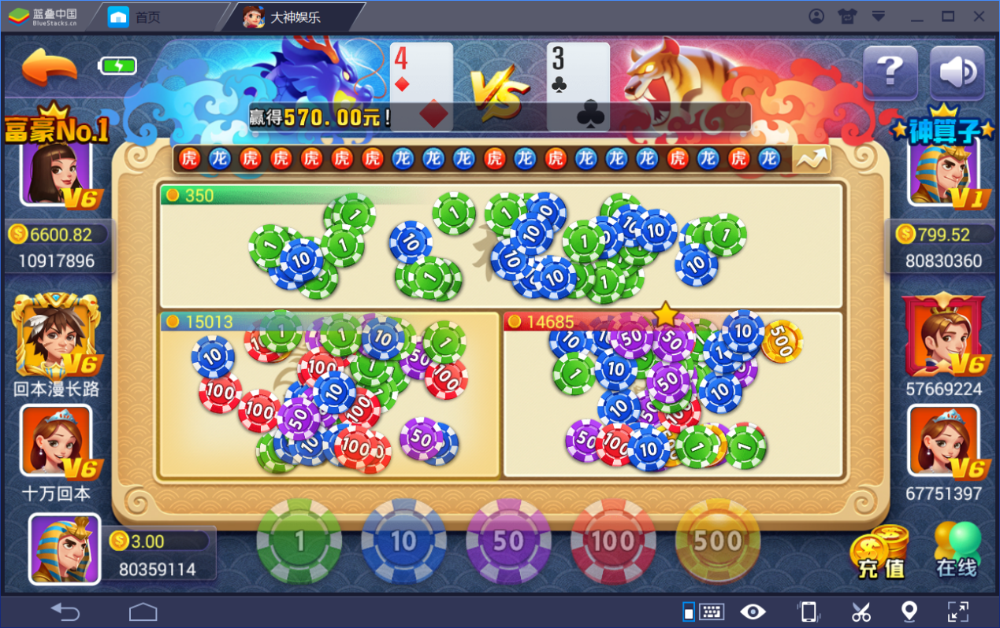 蓝叠中国
BlueStacks.cn
首页
大神娱乐
4
VS
3
?
赢得570.00元!
富豪No.1
神算子
虎 龙 虎 虎 虎 虎 虎 龙 龙 龙 虎 龙 虎 龙 龙 龙 虎 龙 虎 龙
V6
V1
350
6600.82
799.52
10917896
80830360
15013
14685
V6
V6
回本漫长路
57669224
V6
V6
十万回本
67751397
3.00
80359114
1
10
50
100
500
充值
在线